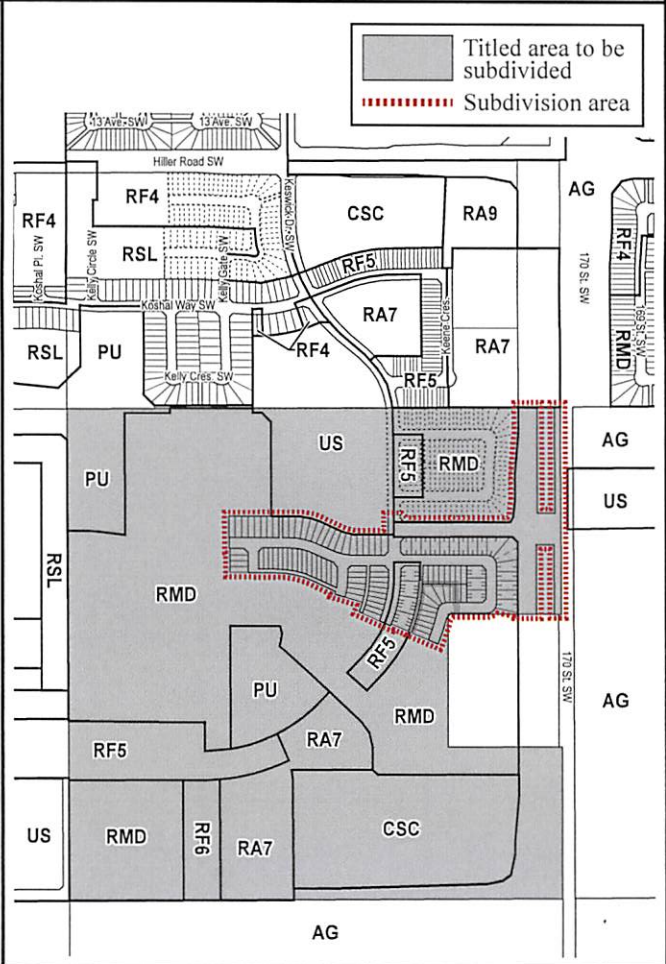 Titled area to be
subdivided
Subdivision area
13 Ave. SW
13 Ave. SW
Hiller Road SW
RF4
RF4
Koshal Pl. SW
Kelly Circle SW
RSL
Kelly Gate SW
Keswick Dr. SW
CSC
RA9
AG
RF4
170 St. SW
169 St. SW
RMD
RF5
Koshal Way SW
RA7
Keene Cres.
RA7
RSL
PU
RF4
Kelly Cres. SW
RF5
US
RF5
RMD
AG
PU
US
RSL
RMD
RF5
170 St. SW
PU
RMD
AG
RF5
RA7
US
RMD
RF6
RA7
CSC
AG